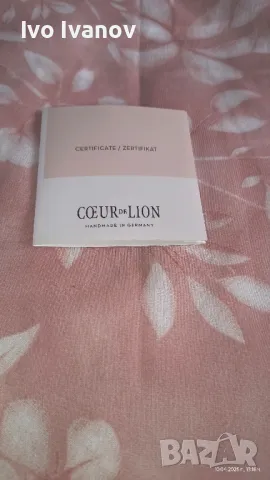 Ivo Ivanov
CERTIFICATE / ZERTIFIKAT
CŒUR DE LION
HANDMADE IN GERMANY
bazar